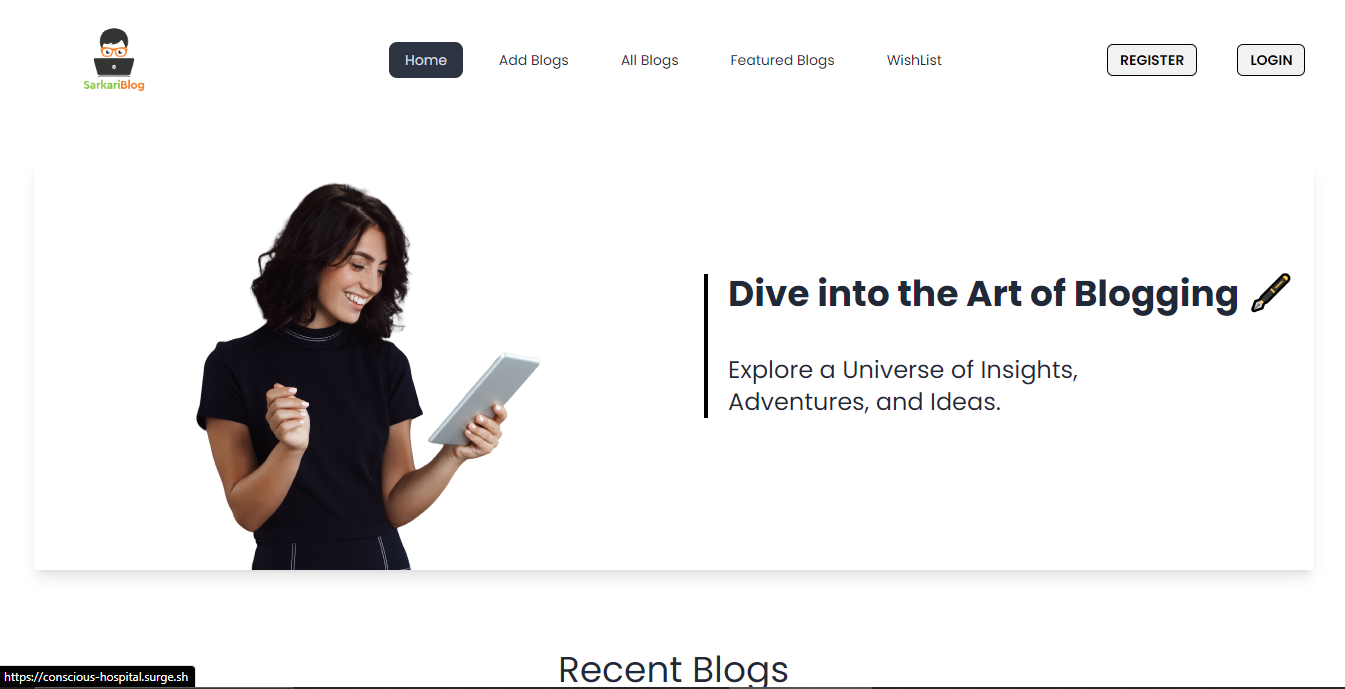 SarkariBlog
Home
Add Blogs
All Blogs
Featured Blogs
WishList
REGISTER
LOGIN
Dive into the Art of Blogging
Explore a Universe of Insights,
Adventures, and Ideas.
Recent Blogs
https://conscious-hospital.surge.sh